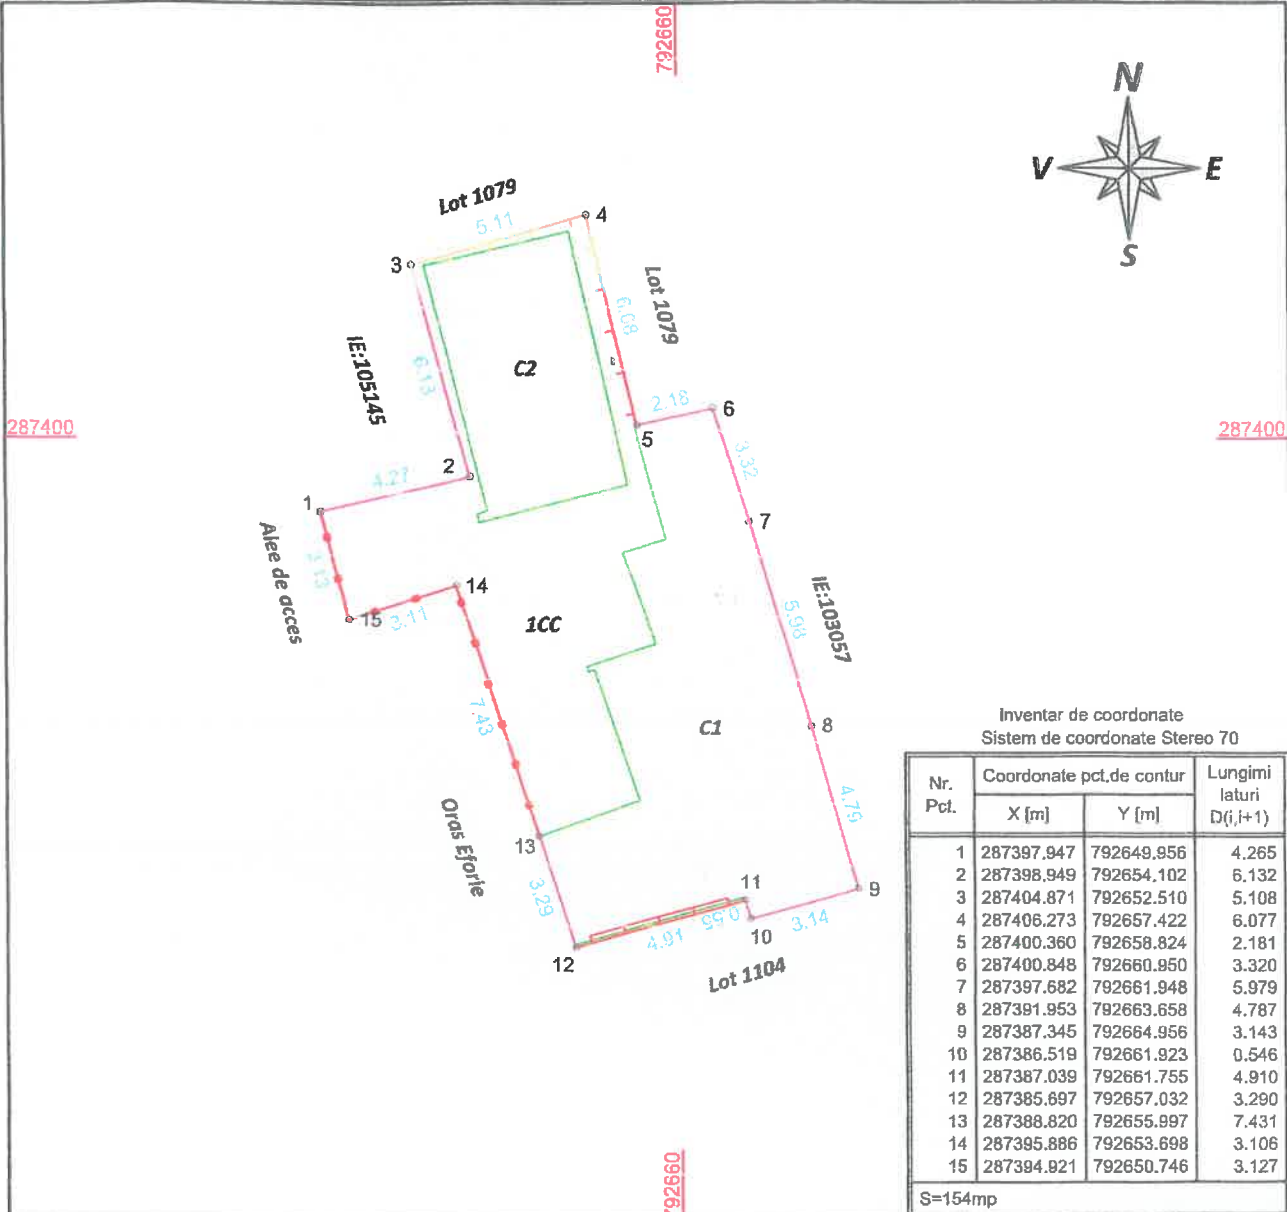 792660
N
V E
S
Lot 1079
5.11
4
3
Lot 1079
6.08
IE:105145
6.13
C2
287400
287400
2.18
6
5
2
4.27
3.32
1
7
Alee de acces
3.13
14
15
3.11
1CC
IE:103057
5.98
7.43
C1
8
4.79
Oras Eforie
13
3.29
11
9
0.55
4.91
3.14
10
12
Lot 1104
792660
Inventar de coordonate
Sistem de coordonate Stereo 70
Nr. Pct. Coordonate pct.de contur Lungimi laturi D(i,i+1)
X [m] Y [m]
1 287397.947 792649.956 4.265
2 287398.949 792654.102 6.132
3 287404.871 792652.510 5.108
4 287406.273 792657.422 6.077
5 287400.360 792658.824 2.181
6 287400.848 792660.950 3.320
7 287397.682 792661.948 5.979
8 287391.953 792663.658 4.787
9 287387.345 792664.956 3.143
10 287386.519 792661.923 0.546
11 287387.039 792661.755 4.910
12 287385.697 792657.032 3.290
13 287388.820 792655.997 7.431
14 287395.886 792653.698 3.106
15 287394.921 792650.746 3.127
S=154mp